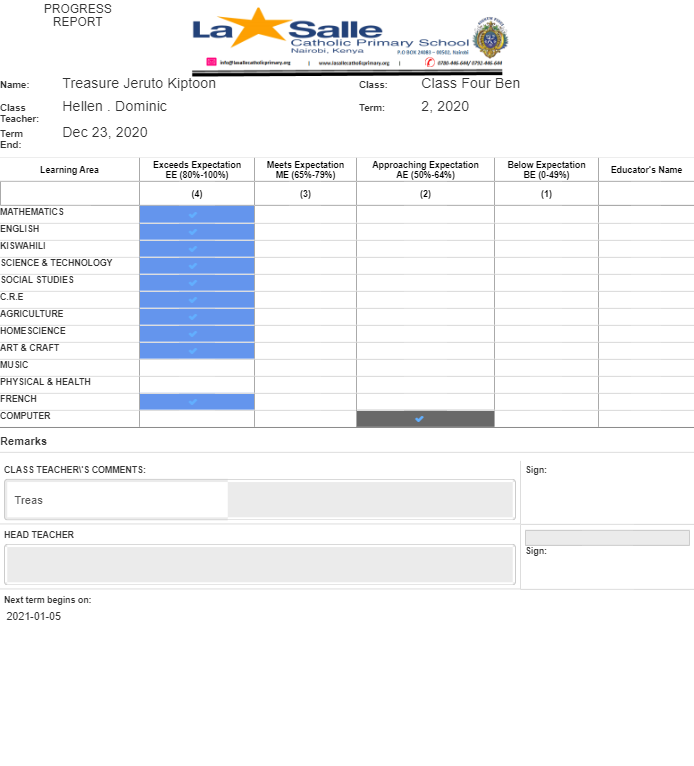 PROGRESS
REPORT
La Salle
Catholic Primary School
Nairobi, Kenya
P.O BOX 24083 - 00502, Nairobi
info@lasallecatholicprimary.org | www.lasallecatholicprimary.org | 0780-446-644/ 0792-446-644
Name: Treasure Jeruto Kiptoon Class: Class Four Ben
Class Teacher: Hellen . Dominic Term: 2, 2020
Term End: Dec 23, 2020
Learning Area Exceeds Expectation EE (80%-100%) Meets Expectation ME (65%-79%) Approaching Expectation AE (50%-64%) Below Expectation BE (0-49%) Educator's Name
(4) (3) (2) (1)
MATHEMATICS
ENGLISH
KISWAHILI
SCIENCE & TECHNOLOGY
SOCIAL STUDIES
C.R.E
AGRICULTURE
HOMESCIENCE
ART & CRAFT
MUSIC
PHYSICAL & HEALTH
FRENCH
COMPUTER
Remarks
CLASS TEACHER\'S COMMENTS: Sign:
Treas
HEAD TEACHER
Sign:
Next term begins on:
2021-01-05